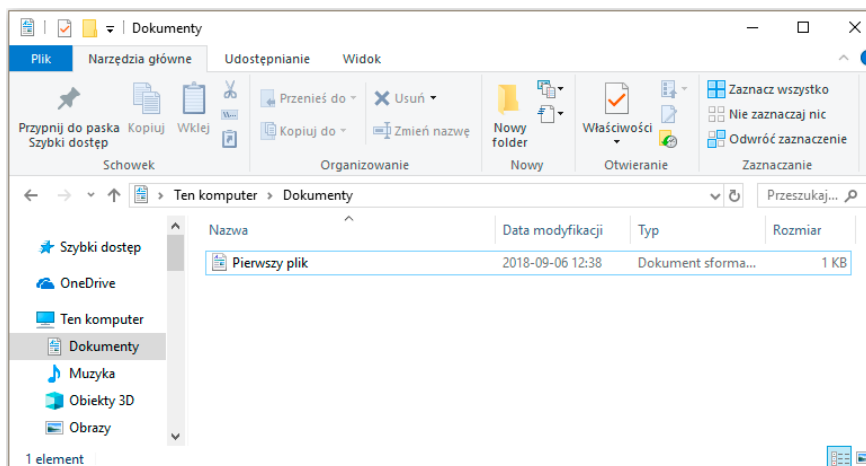 Dokumenty
Plik Narzędzia główne Udostępnianie Widok
Przypnij do paska Szybki dostęp
Kopiuj
Wklej
Schowek
Przenieś do
Kopiuj do
Usuń
Zmień nazwę
Organizowanie
Nowy folder
Nowy
Właściwości
Otwieranie
Zaznacz wszystko
Nie zaznaczaj nic
Odwróć zaznaczenie
Zaznaczanie
Ten komputer > Dokumenty
Przeszukaj...
Szybki dostęp
OneDrive
Ten komputer
Dokumenty
Muzyka
Obiekty 3D
Obrazy
Nazwa Data modyfikacji Typ Rozmiar
Pierwszy plik 2018-09-06 12:38 Dokument sforma... 1 KB
1 element